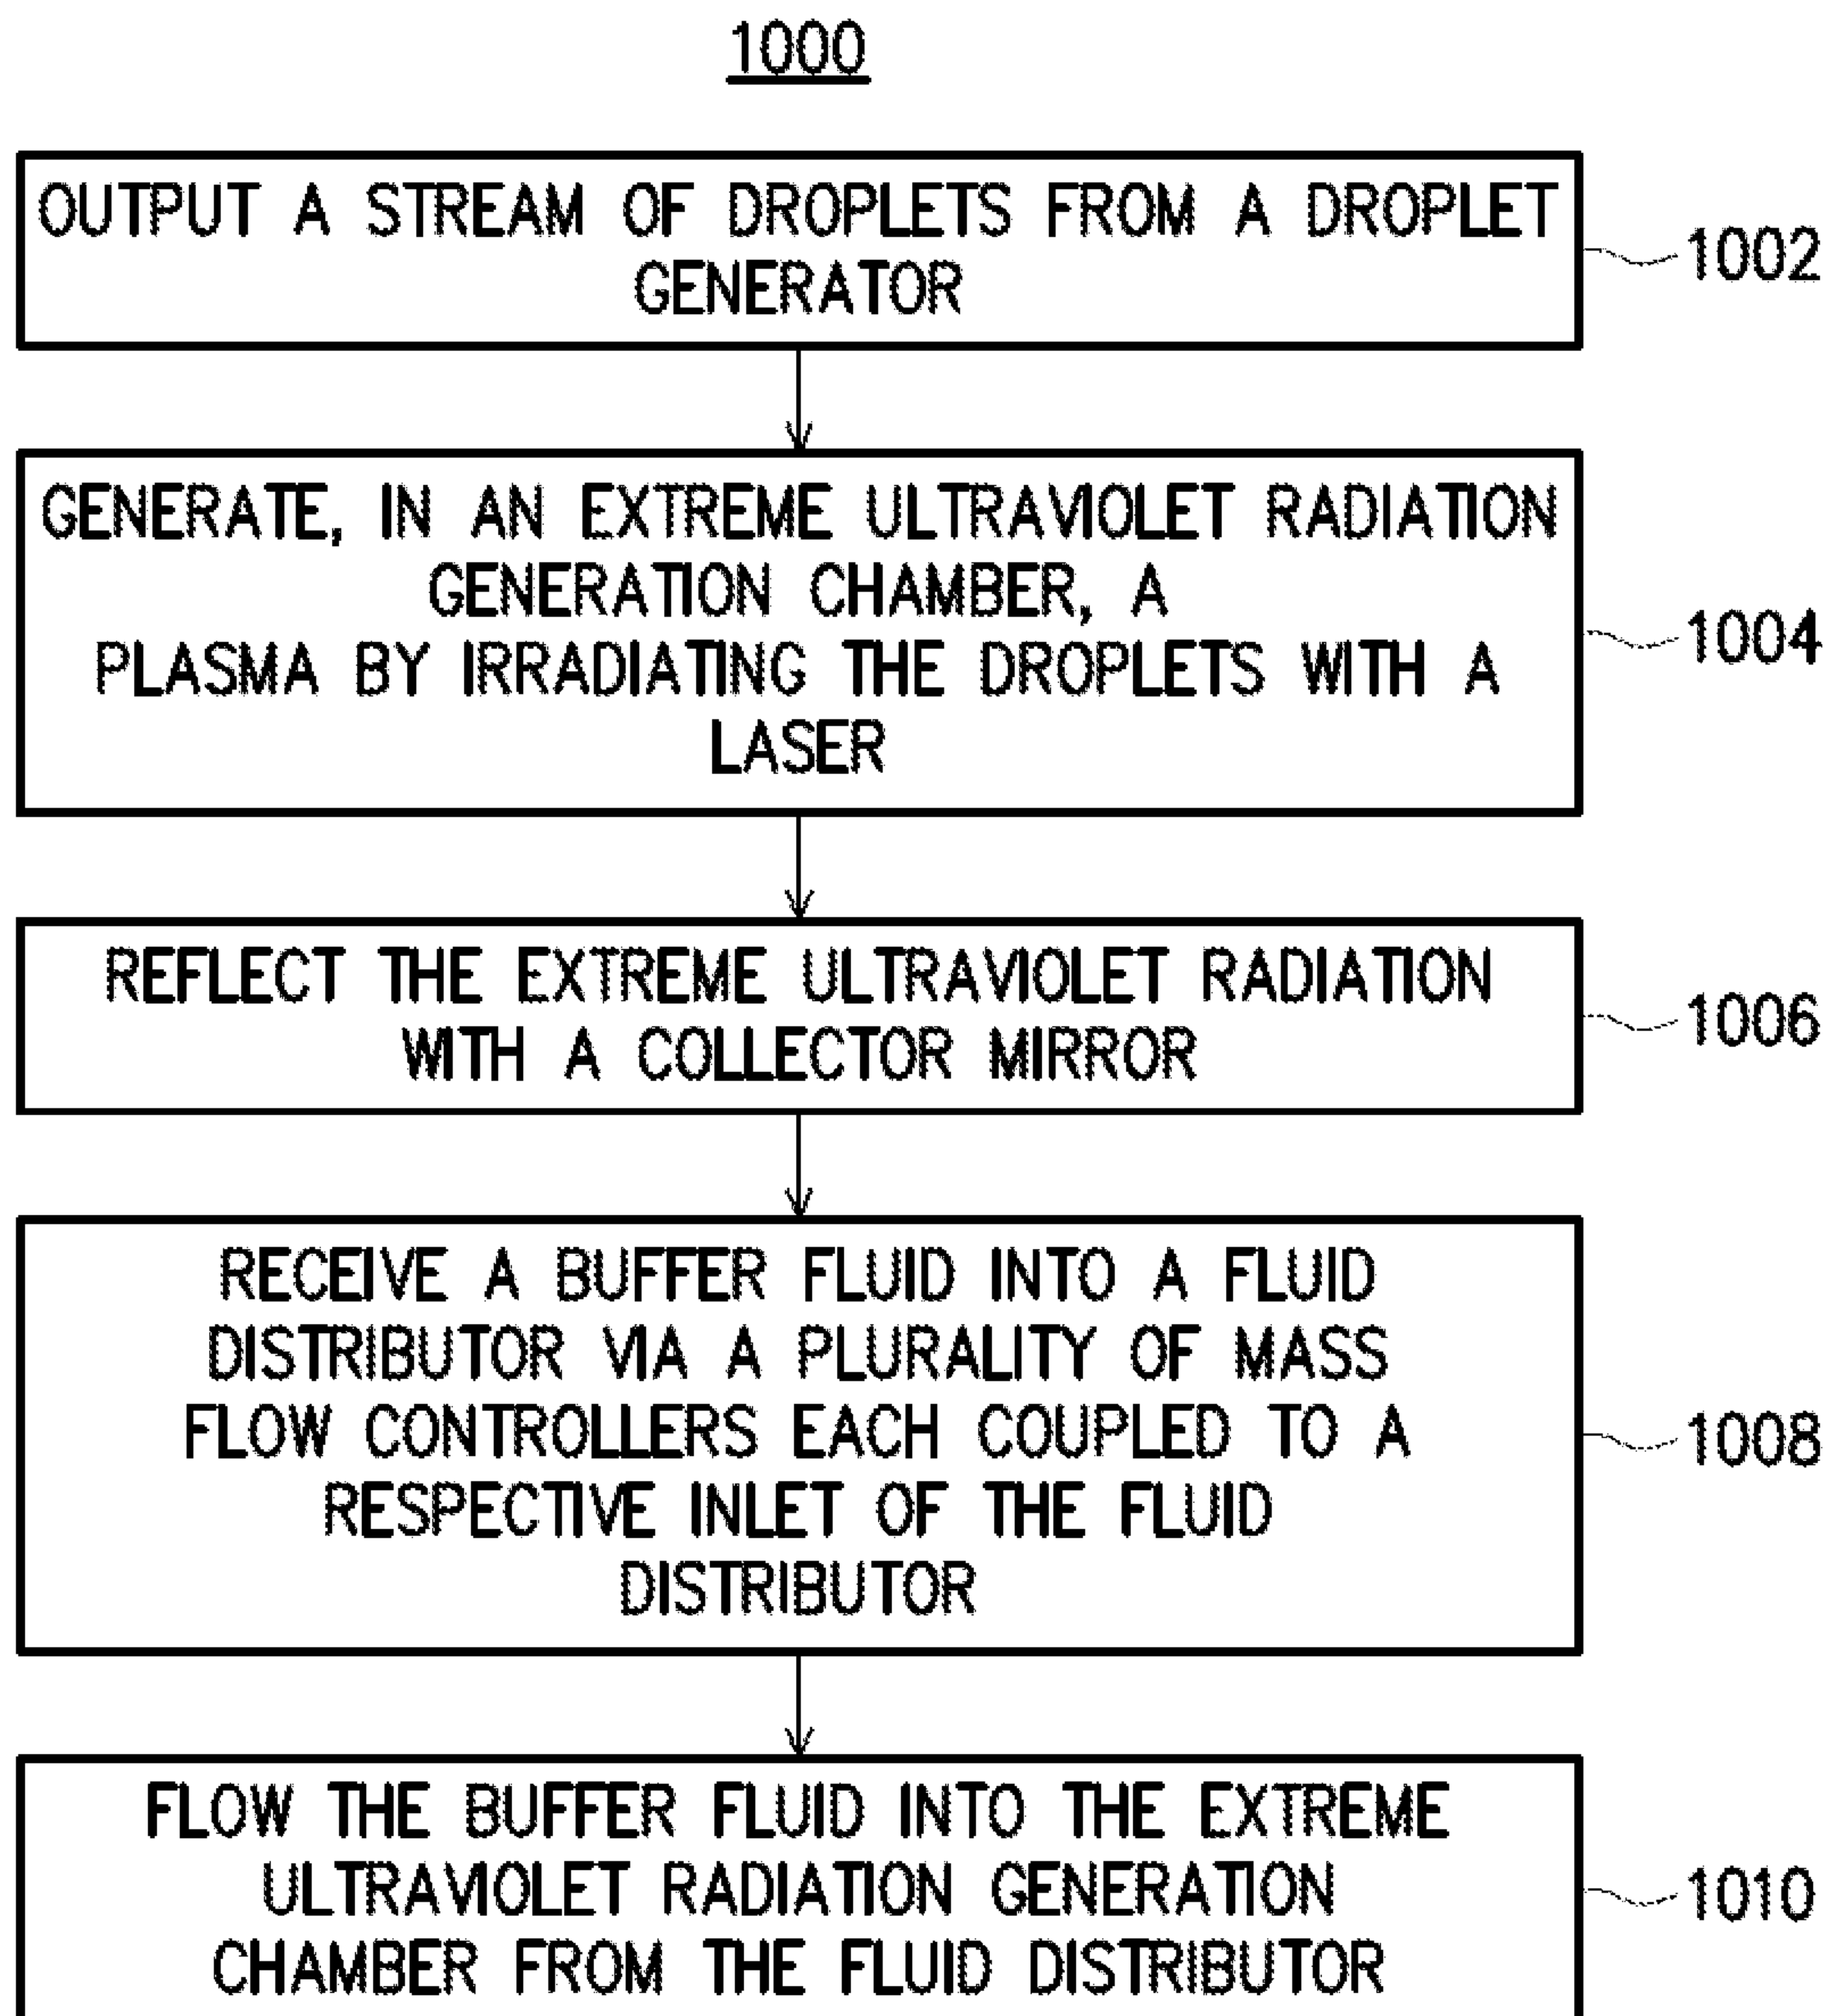 1000
OUTPUT A STREAM OF DROPLETS FROM A DROPLET
GENERATOR
1002
GENERATE, IN AN EXTREME ULTRAVIOLET RADIATION
GENERATION CHAMBER, A
PLASMA BY IRRADIATING THE DROPLETS WITH A
LASER
1004
REFLECT THE EXTREME ULTRAVIOLET RADIATION
WITH A COLLECTOR MIRROR
1006
RECEIVE A BUFFER FLUID INTO A FLUID
DISTRIBUTOR VIA A PLURALITY OF MASS
FLOW CONTROLLERS EACH COUPLED TO A
RESPECTIVE INLET OF THE FLUID
DISTRIBUTOR
1008
FLOW THE BUFFER FLUID INTO THE EXTREME
ULTRAVIOLET RADIATION GENERATION
CHAMBER FROM THE FLUID DISTRIBUTOR
1010